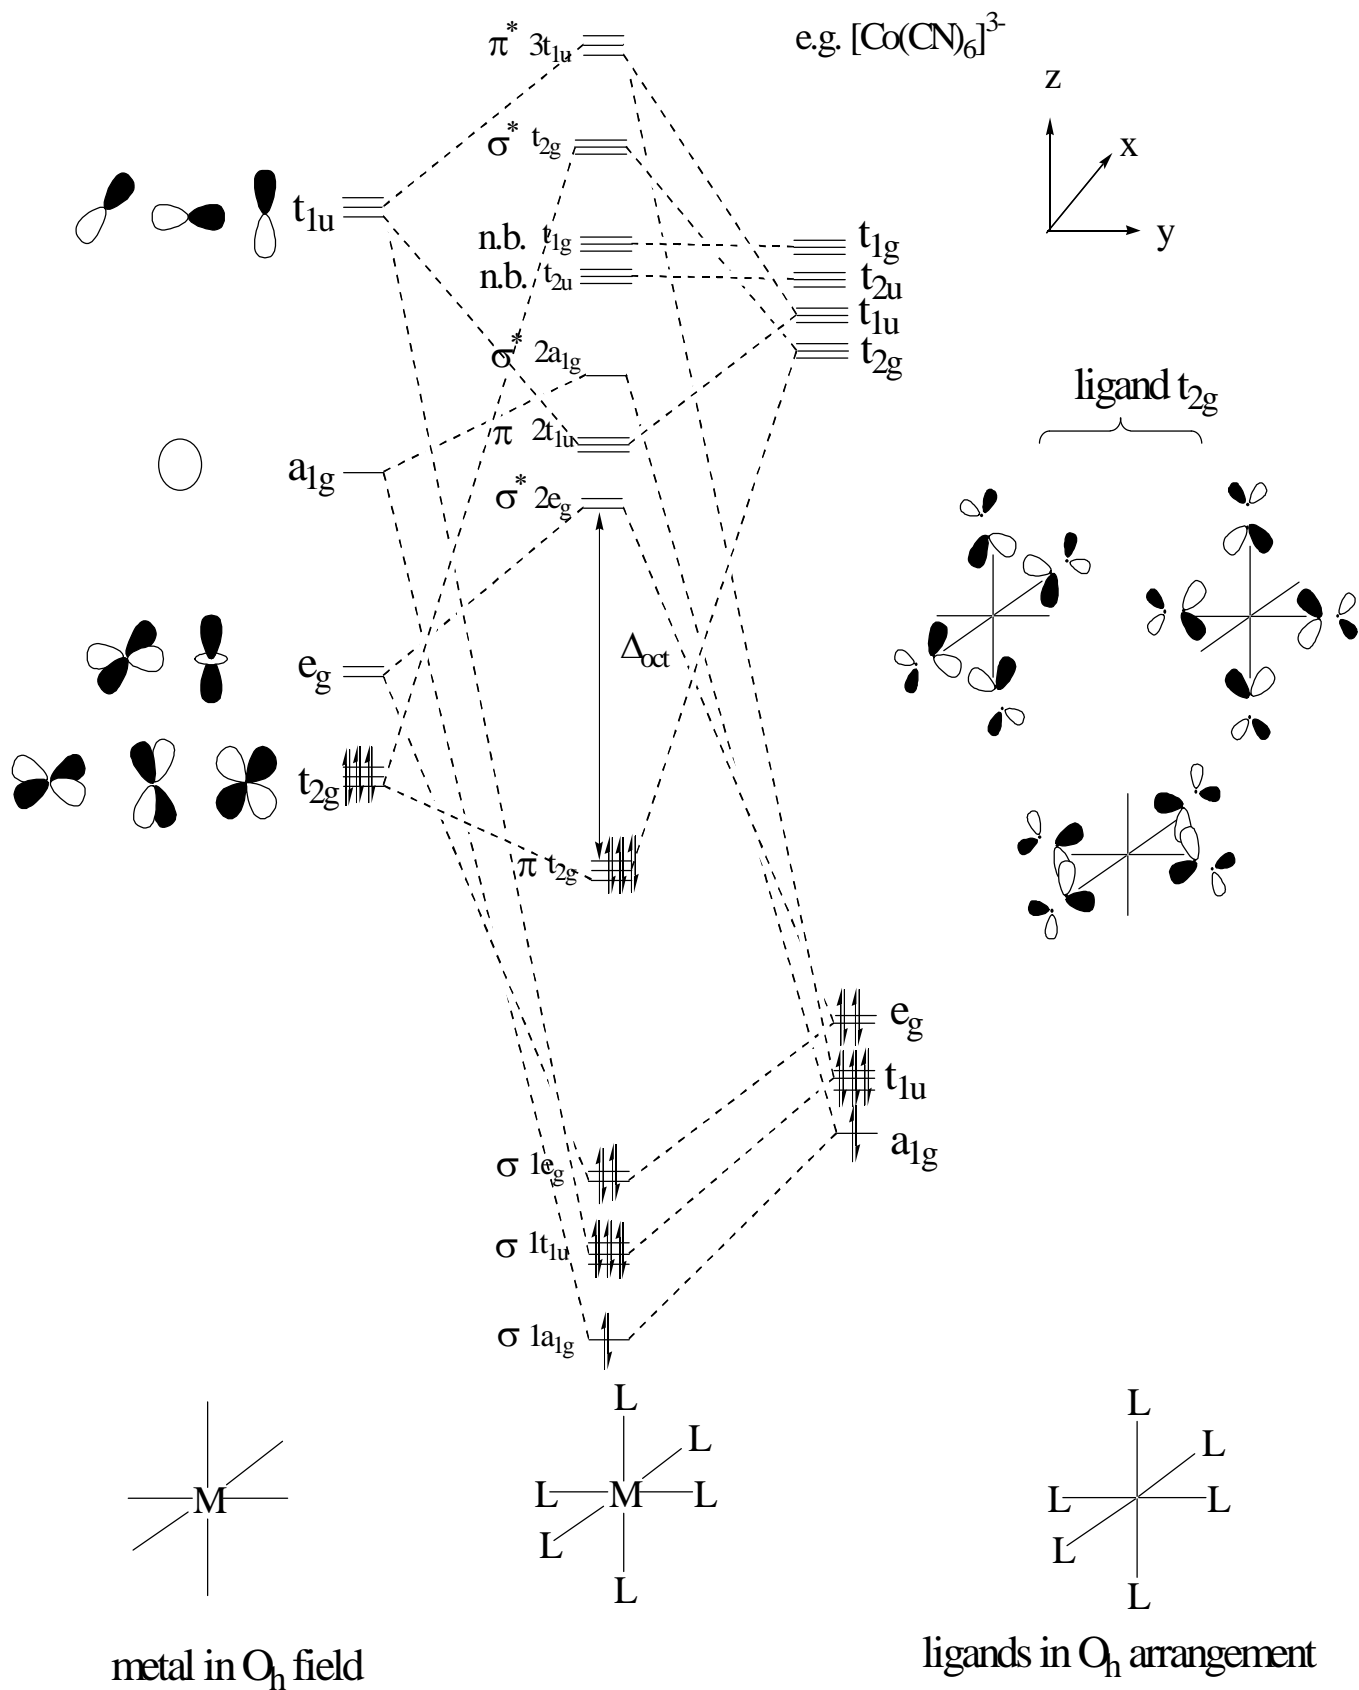 π* 3t1u
e.g. [Co(CN)6]3-
z
σ* t2g
x
t1u
y
n.b. t1g
t1g
n.b. t2u
t2u
t1u
σ* 2a1g
t2g
ligand t2g
π 2t1u
a1g
σ* 2eg
Δoct
eg
t2g
π t2g
eg
t1u
a1g
σ 1eg
σ 1t1u
σ 1a1g
L
L
L
L
M
L
L
M
L
L
L
L
L
L
L
metal in Oh field
ligands in Oh arrangement